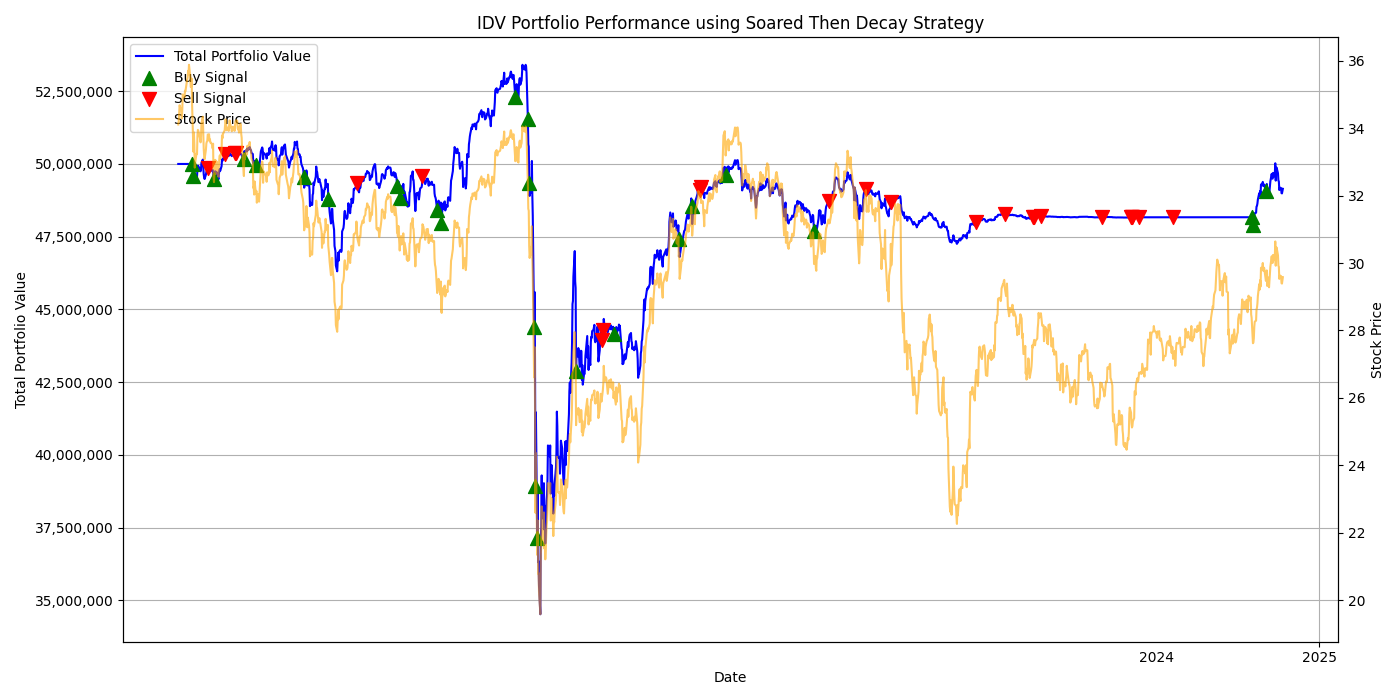 IDV Portfolio Performance using Soared Then Decay Strategy
Total Portfolio Value
Buy Signal
Sell Signal
Stock Price
52,500,000
50,000,000
47,500,000
45,000,000
42,500,000
40,000,000
37,500,000
35,000,000
Total Portfolio Value
36
34
32
30
28
26
24
22
20
Stock Price
2024
2025
Date